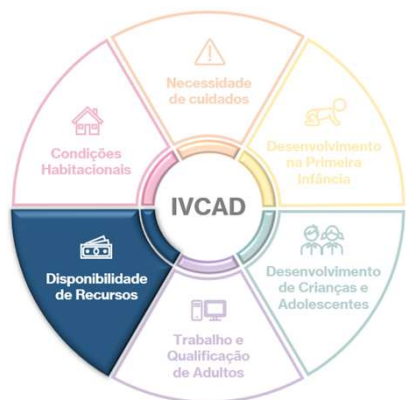 Necessidade
de cuidados
Desenvolvimento
na Primeira
Infância
Condições
Habitacionais
IVCAD
Disponibilidade
de Recursos
Desenvolvimento
de Crianças e
Adolescentes
Trabalho e
Qualificação
de Adultos